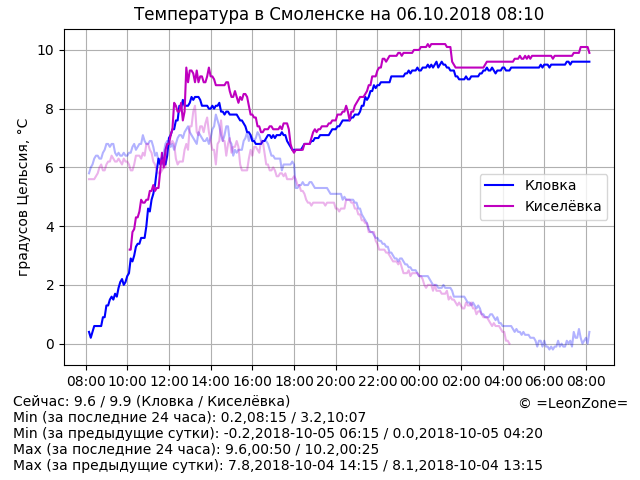 Температура в Смоленске на 06.10.2018 08:10
градусов Цельсия, °C
10
8
6
4
2
0
Кловка
Киселёвка
08:00 10:00 12:00 14:00 16:00 18:00 20:00 22:00 00:00 02:00 04:00 06:00 08:00
Сейчас: 9.6 / 9.9 (Кловка / Киселёвка)
© =LeonZone=
Min (за последние 24 часа): 0.2,08:15 / 3.2,10:07
Min (за предыдущие сутки): -0.2,2018-10-05 06:15 / 0.0,2018-10-05 04:20
Max (за последние 24 часа): 9.6,00:50 / 10.2,00:25
Max (за предыдущие сутки): 7.8,2018-10-04 14:15 / 8.1,2018-10-04 13:15